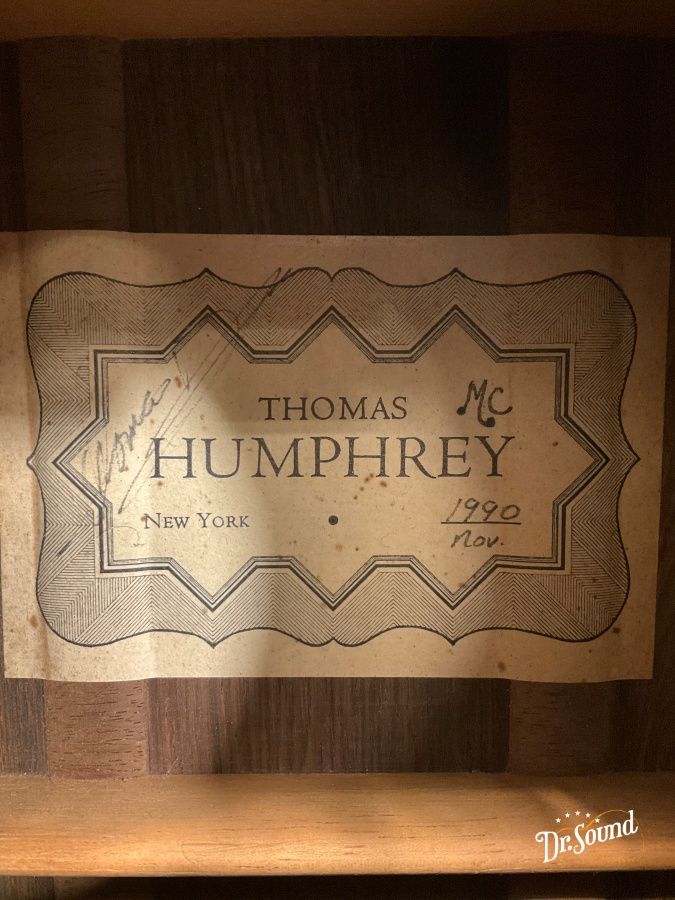 THOMAS MC
HUMPHREY
NEW YORK • 1990
Nov.
Dr. Sound